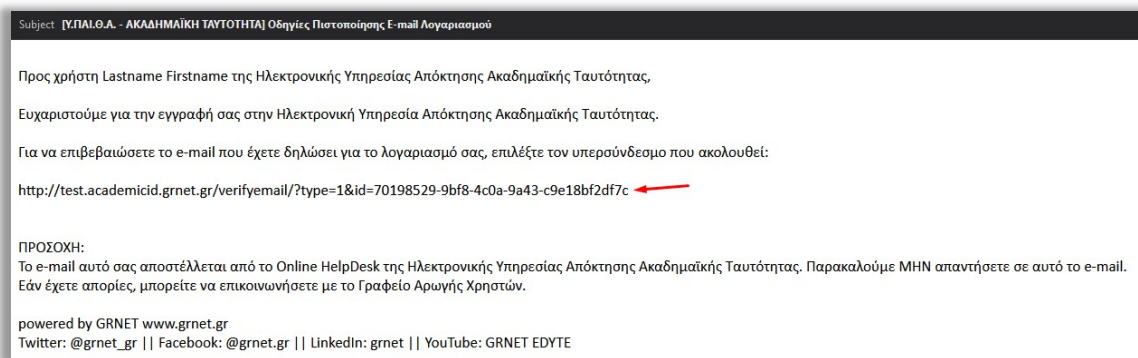 Subject [Υ.ΠΑΙ.Θ.Α. - ΑΚΑΔΗΜΑΪΚΗ ΤΑΥΤΟΤΗΤΑ] Οδηγίες Πιστοποίησης E-mail Λογαριασμού
Προς χρήστη Lastname Firstname της Ηλεκτρονικής Υπηρεσίας Απόκτησης Ακαδημαϊκής Ταυτότητας,
Ευχαριστούμε για την εγγραφή σας στην Ηλεκτρονική Υπηρεσία Απόκτησης Ακαδημαϊκής Ταυτότητας.
Για να επιβεβαιώσετε το e-mail που έχετε δηλώσει για το λογαριασμό σας, επιλέξτε τον υπερσύνδεσμο που ακολουθεί:
http://test.academicid.grnet.gr/verifyemail/?type=1&id=70198529-9bf8-4c0a-9a43-c9e18bf2df7c
ΠΡΟΣΟΧΗ:
Το e-mail αυτό σας αποστέλλεται από το Online HelpDesk της Ηλεκτρονικής Υπηρεσίας Απόκτησης Ακαδημαϊκής Ταυτότητας. Παρακαλούμε ΜΗΝ απαντήσετε σε αυτό το e-mail.
Εάν έχετε απορίες, μπορείτε να επικοινωνήσετε με το Γραφείο Αρωγής Χρηστών.
powered by GRNET www.grnet.gr
Twitter: @grnet_gr || Facebook: @grnet.gr || LinkedIn: grnet || YouTube: GRNET EDYTE